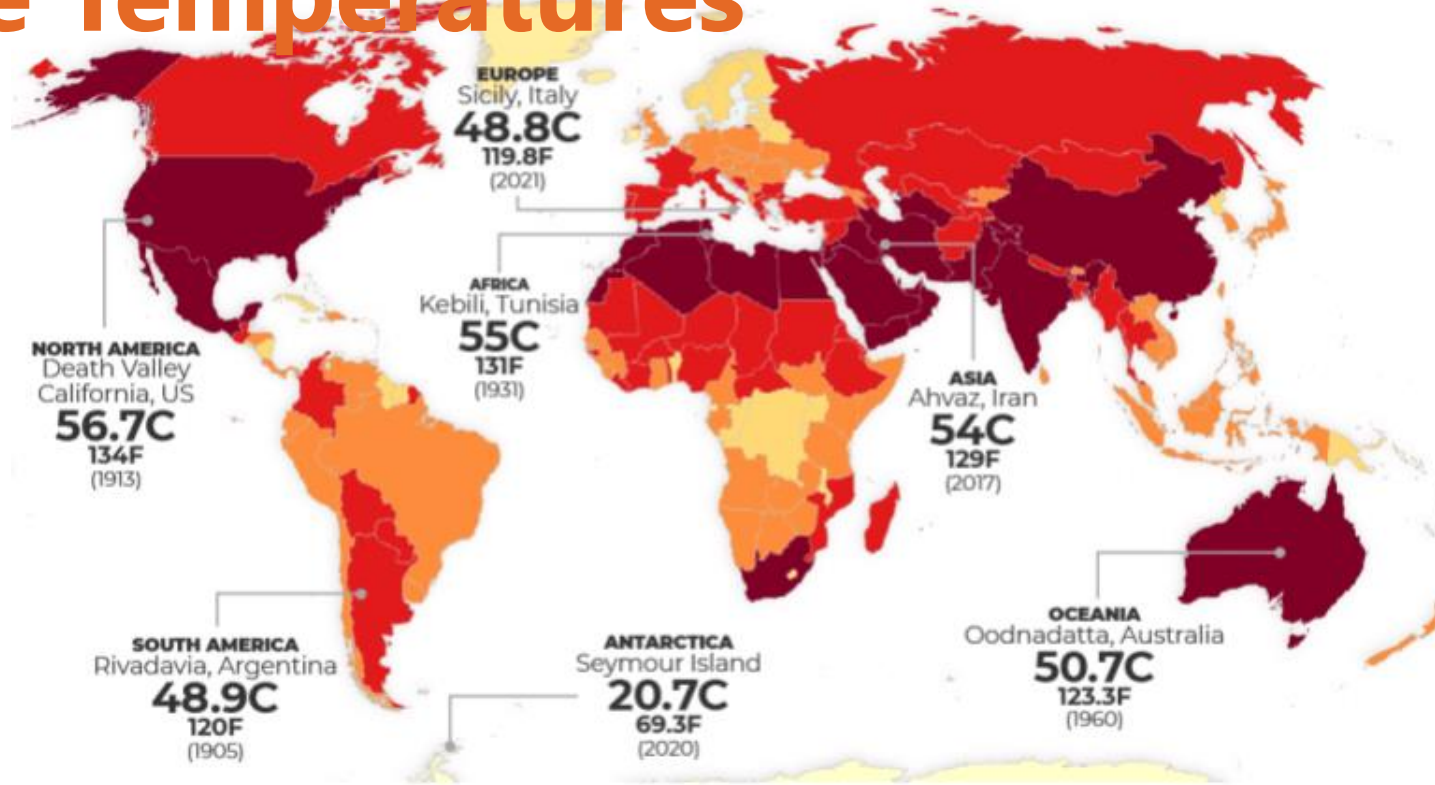 e Temperatures
EUROPE
Sicily, Italy
48.8C
119.8F
(2021)
AFRICA
Kebili, Tunisia
55C
131F
(1931)
NORTH AMERICA
Death Valley
California, US
56.7C
134F
(1913)
ASIA
Ahvaz, Iran
54C
129F
(2017)
SOUTH AMERICA
Rivadavia, Argentina
48.9C
120F
(1905)
ANTARCTICA
Seymour Island
20.7C
69.3F
(2020)
OCEANIA
Oodnadatta, Australia
50.7C
123.3F
(1960)